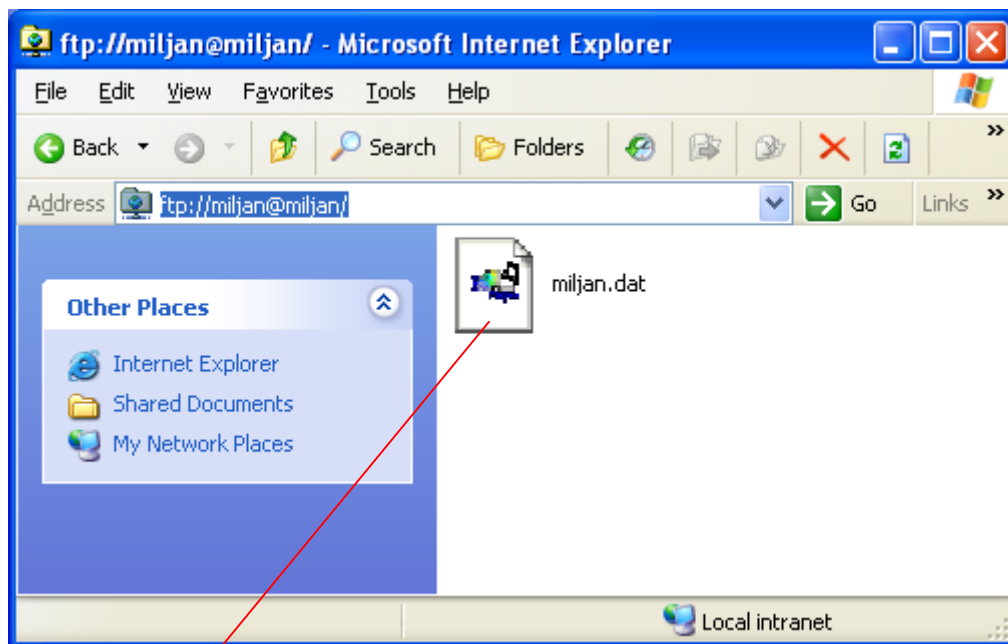 ftp://miljan@miljan/ - Microsoft Internet Explorer
File Edit View Favorites Tools Help
Back Search Folders »
Address ftp://miljan@miljan/ Go Links »
Other Places
Internet Explorer
Shared Documents
My Network Places
miljan.dat
Local intranet